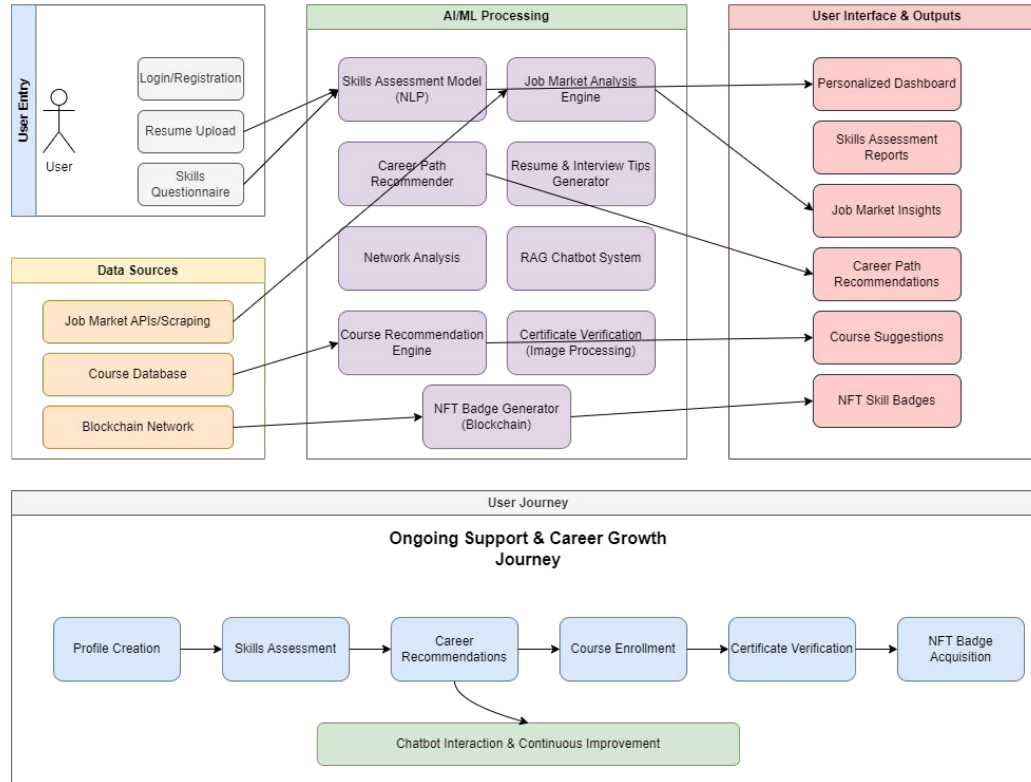 User Entry
User
Login/Registration
Resume Upload
Skills
Questionnaire
Data Sources
Job Market APIs/Scraping
Course Database
Blockchain Network
AI/ML Processing
Skills Assessment Model
(NLP)
Job Market Analysis
Engine
Career Path
Recommender
Resume & Interview Tips
Generator
Network Analysis
RAG Chatbot System
Course Recommendation
Engine
Certificate Verification
(Image Processing)
NFT Badge Generator
(Blockchain)
User Interface & Outputs
Personalized Dashboard
Skills Assessment
Reports
Job Market Insights
Career Path
Recommendations
Course Suggestions
NFT Skill Badges
User Journey
Ongoing Support & Career Growth
Journey
Profile Creation
Skills Assessment
Career
Recommendations
Course Enrollment
Certificate Verification
NFT Badge
Acquisition
Chatbot Interaction & Continuous Improvement